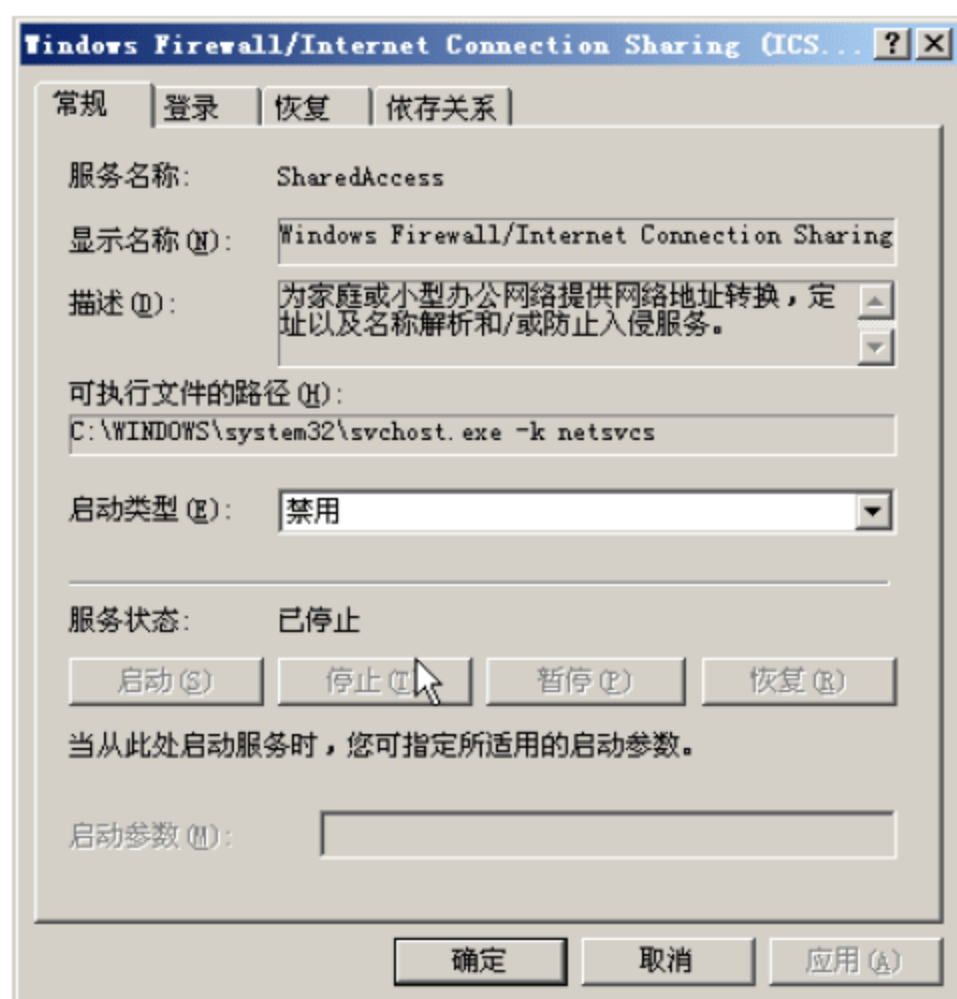 Windows Firewall/Internet Connection Sharing (ICS...
常规 登录 恢复 依存关系
服务名称: SharedAccess
显示名称(N): Windows Firewall/Internet Connection Sharing
描述(D): 为家庭或小型办公网络提供网络地址转换，定
址以及名称解析和/或防止入侵服务。
可执行文件的路径(H):
C:\WINDOWS\system32\svchost.exe -k netsvcs
启动类型(E): 禁用
服务状态: 已停止
启动(S) 停止(T 暂停(P) 恢复(R)
当从此处启动服务时，您可指定所适用的启动参数。
启动参数(M):
确定 取消 应用(A)